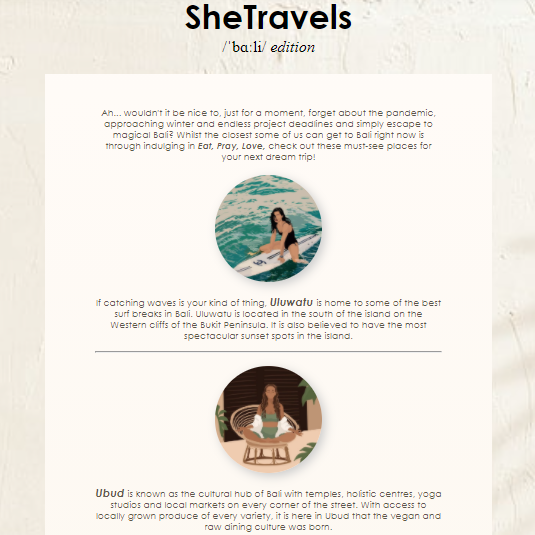 SheTravels
/ˈbɑːli/ edition
Ah... wouldn't it be nice to, just for a moment, forget about the pandemic,
approaching winter and endless project deadlines and simply escape to
magical Bali? Whilst the closest some of us can get to Bali right now is
through indulging in Eat, Pray, Love, check out these must-see places for
your next dream trip!
If catching waves is your kind of thing, Uluwatu is home to some of the best
surf breaks in Bali. Uluwatu is located in the south of the island on the
Western cliffs of the Bukit Peninsula. It is also believed to have the most
spectacular sunset spots in the island.
Ubud is known as the cultural hub of Bali with temples, holistic centres, yoga
studios and local markets on every corner of the street. With access to
locally grown produce of every variety, it is here in Ubud that the vegan and
raw dining culture was born.